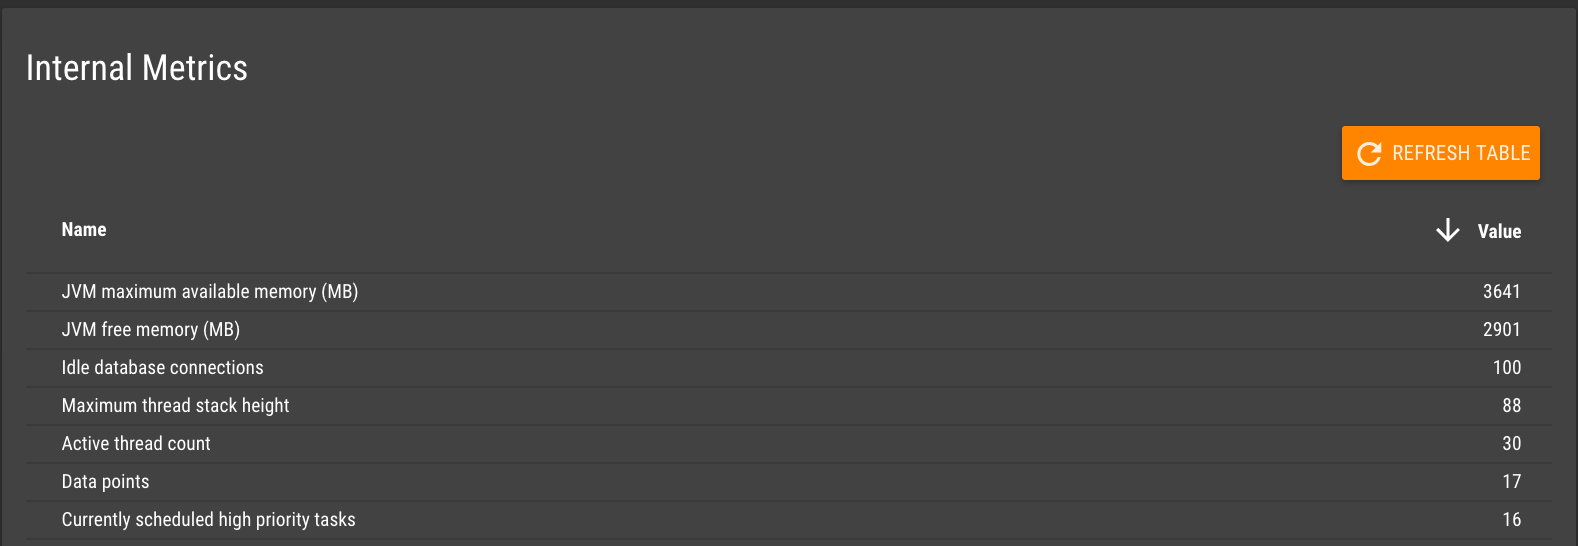 Internal Metrics
REFRESH TABLE
Name Value
JVM maximum available memory (MB) 3641
JVM free memory (MB) 2901
Idle database connections 100
Maximum thread stack height 88
Active thread count 30
Data points 17
Currently scheduled high priority tasks 16